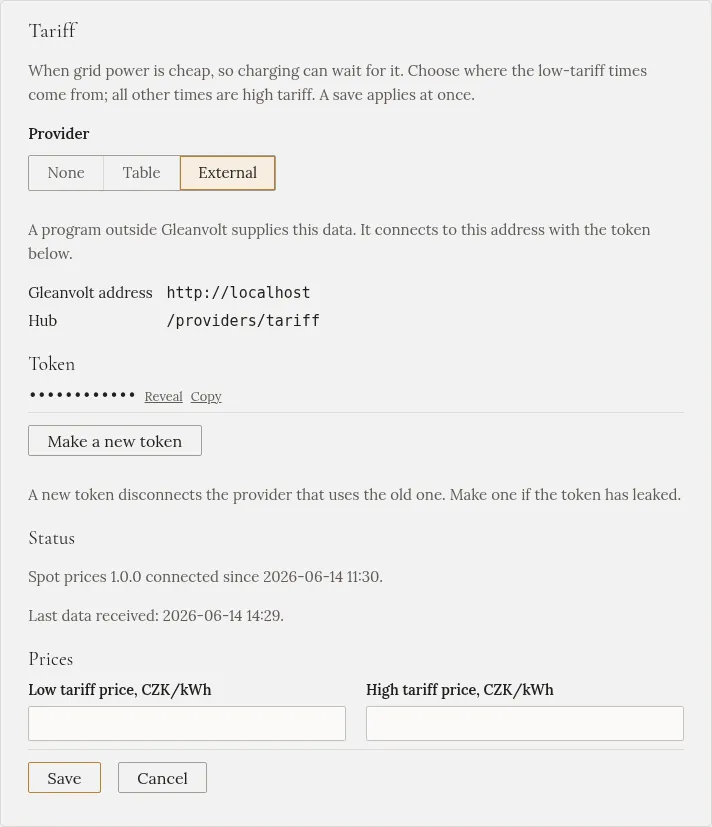 Tariff
When grid power is cheap, so charging can wait for it. Choose where the low-tariff times
come from; all other times are high tariff. A save applies at once.
Provider
None Table External
A program outside Gleanvolt supplies this data. It connects to this address with the token
below.
Gleanvolt address http://localhost
Hub /providers/tariff
Token
•••••••••••• Reveal Copy
Make a new token
A new token disconnects the provider that uses the old one. Make one if the token has leaked.
Status
Spot prices 1.0.0 connected since 2026-06-14 11:30.
Last data received: 2026-06-14 14:29.
Prices
Low tariff price, CZK/kWh High tariff price, CZK/kWh
Save Cancel